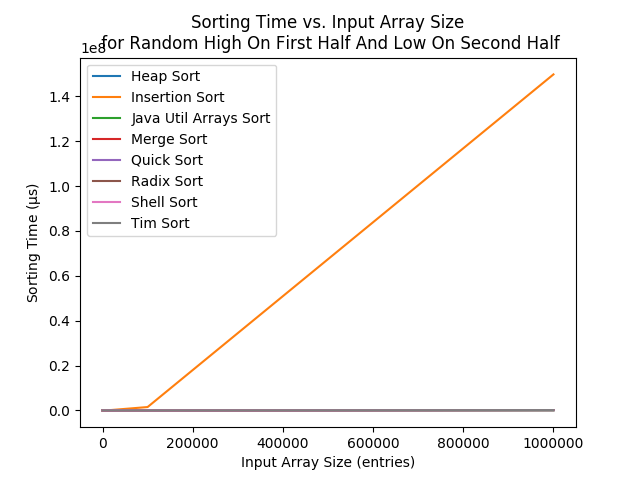 Sorting Time vs. Input Array Size
for Random High On First Half And Low On Second Half
1e8
Heap Sort
Insertion Sort
Java Util Arrays Sort
Merge Sort
Quick Sort
Radix Sort
Shell Sort
Tim Sort
1.4
1.2
1.0
0.8
0.6
0.4
0.2
0.0
Sorting Time (µs)
0 200000 400000 600000 800000 1000000
Input Array Size (entries)